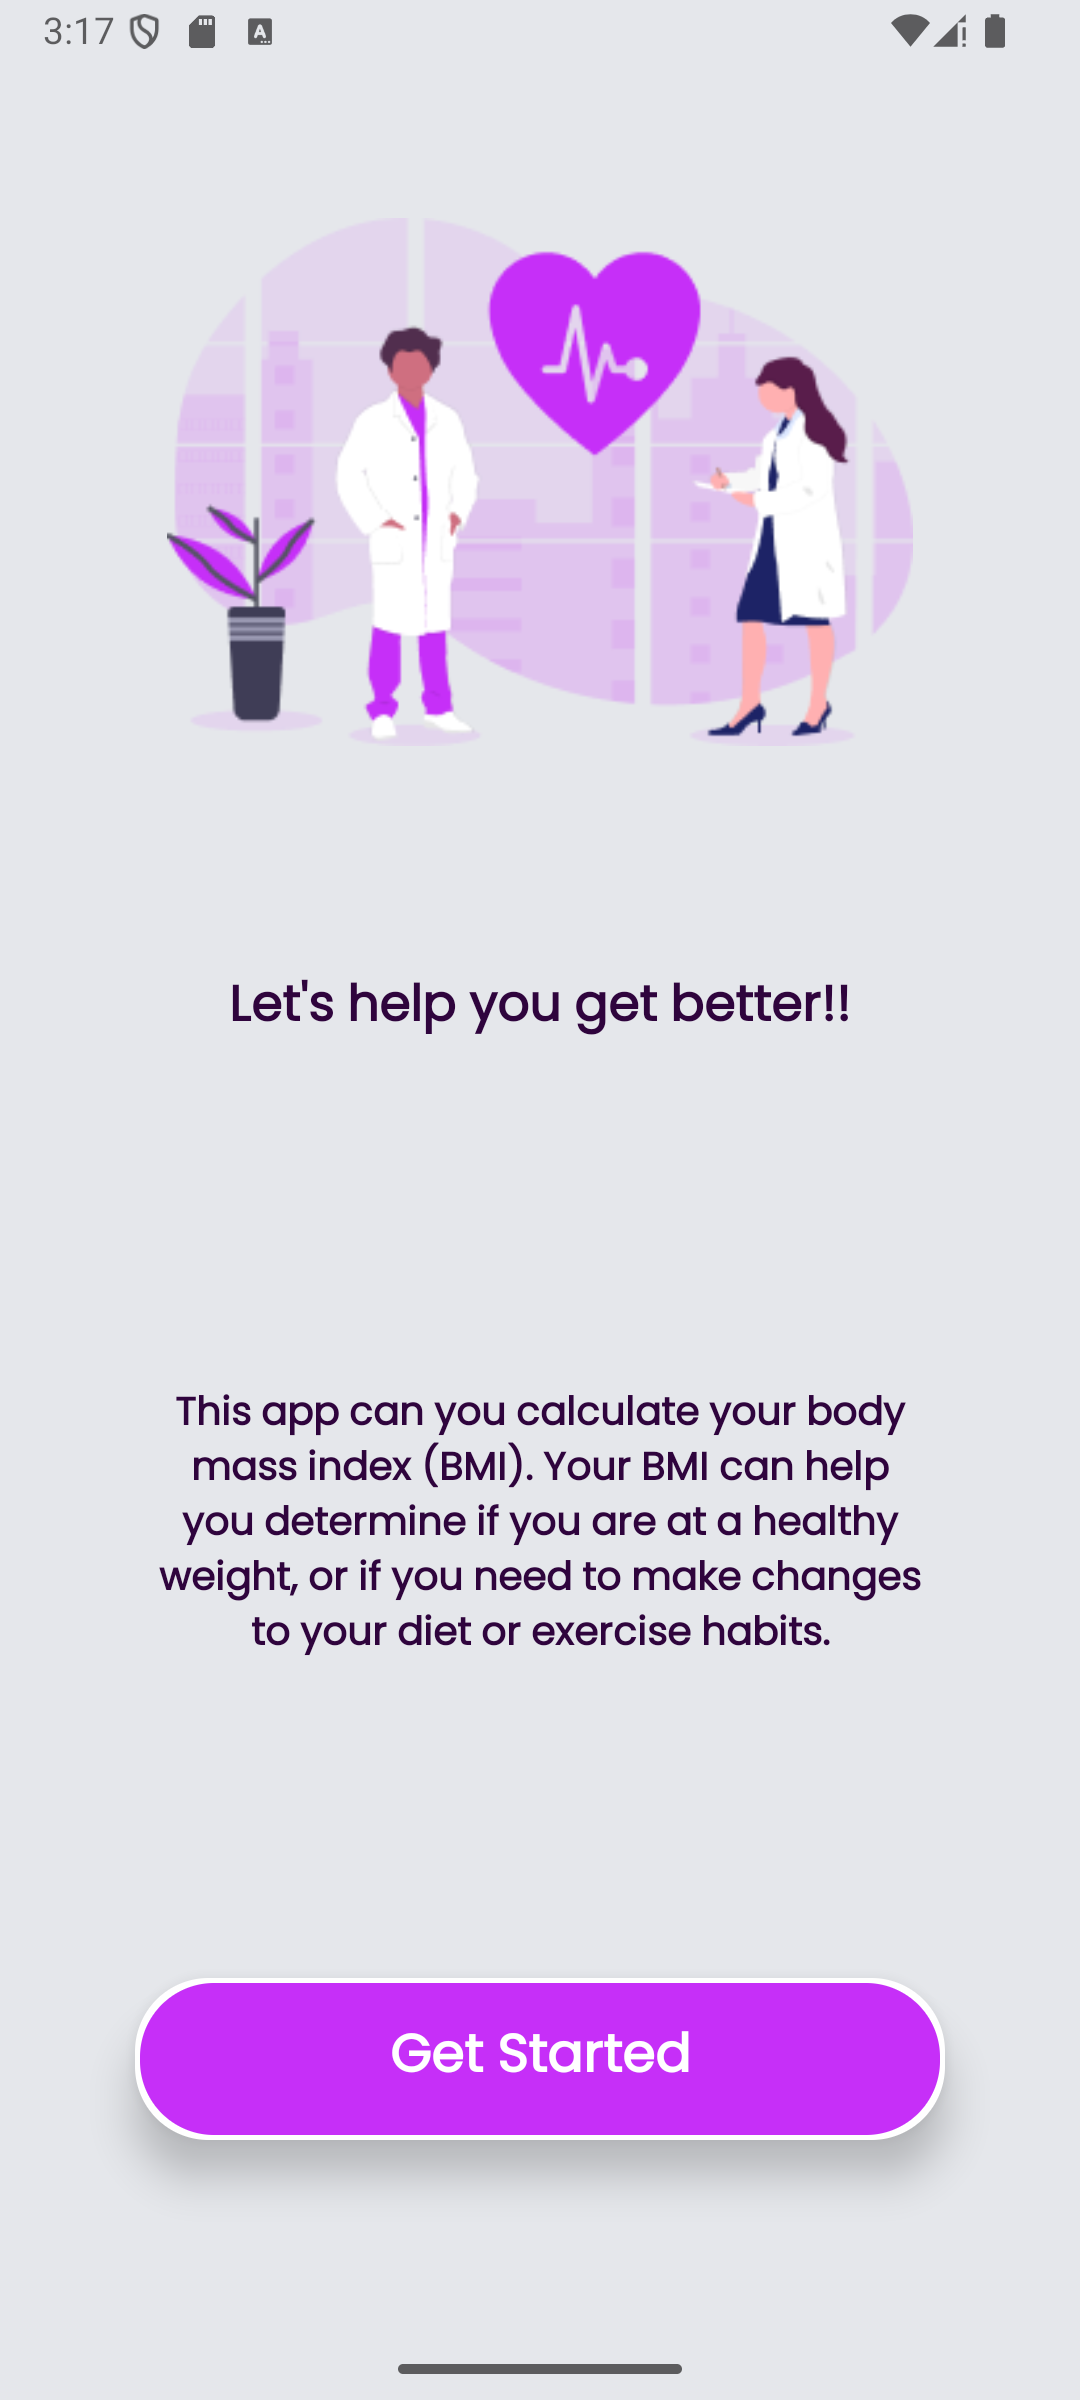 3:17
Let's help you get better!!
This app can you calculate your body
mass index (BMI). Your BMI can help
you determine if you are at a healthy
weight, or if you need to make changes
to your diet or exercise habits.
Get Started